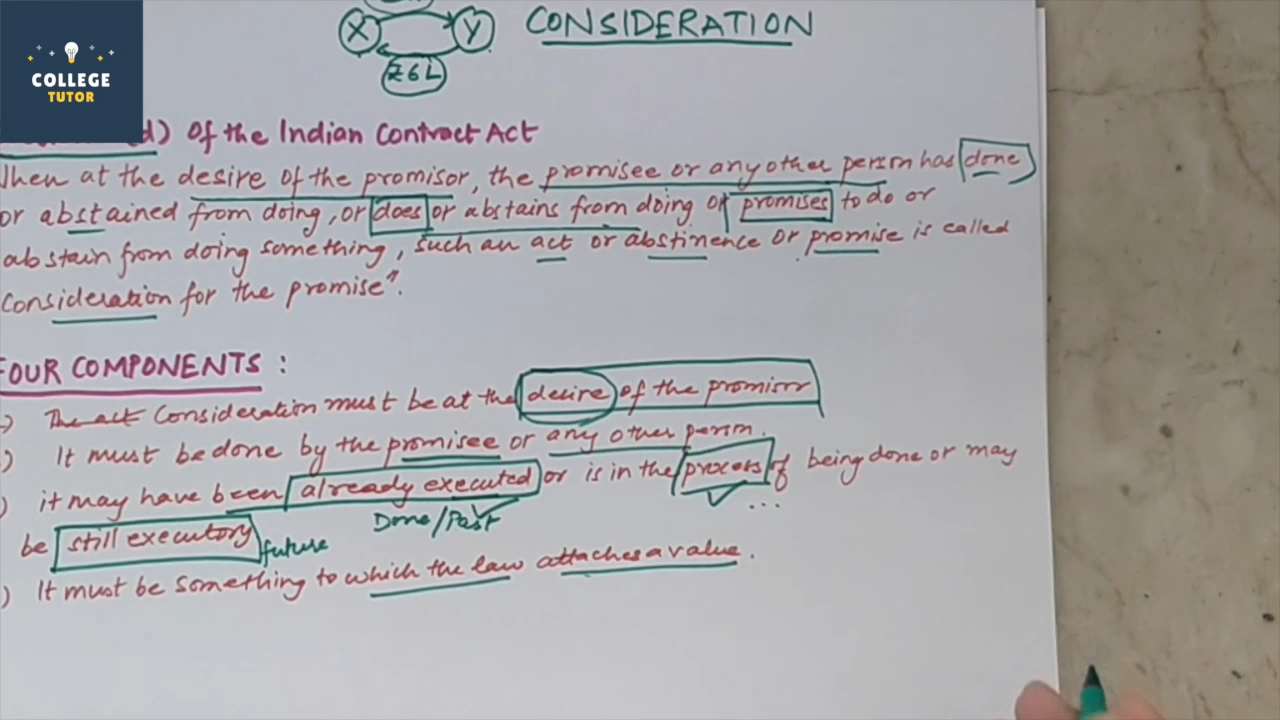 X Y CONSIDERATION
₹6L
COLLEGE
TUTOR
d) Of the Indian Contract Act
When at the desire of the promisor, the promisee or any other person has done
or abstained from doing, or does or abstains from doing or promises to do or
abstain from doing something, such an act or abstinence or promise is called
Consideration for the promise".
FOUR COMPONENTS :
) The act Consideration must be at the desire of the promisor
) It must be done by the promisee or any other person.
) it may have been already executed or is in the process of being done or may
Done/Past ...
be still executory future
) It must be something to which the law attaches a value.